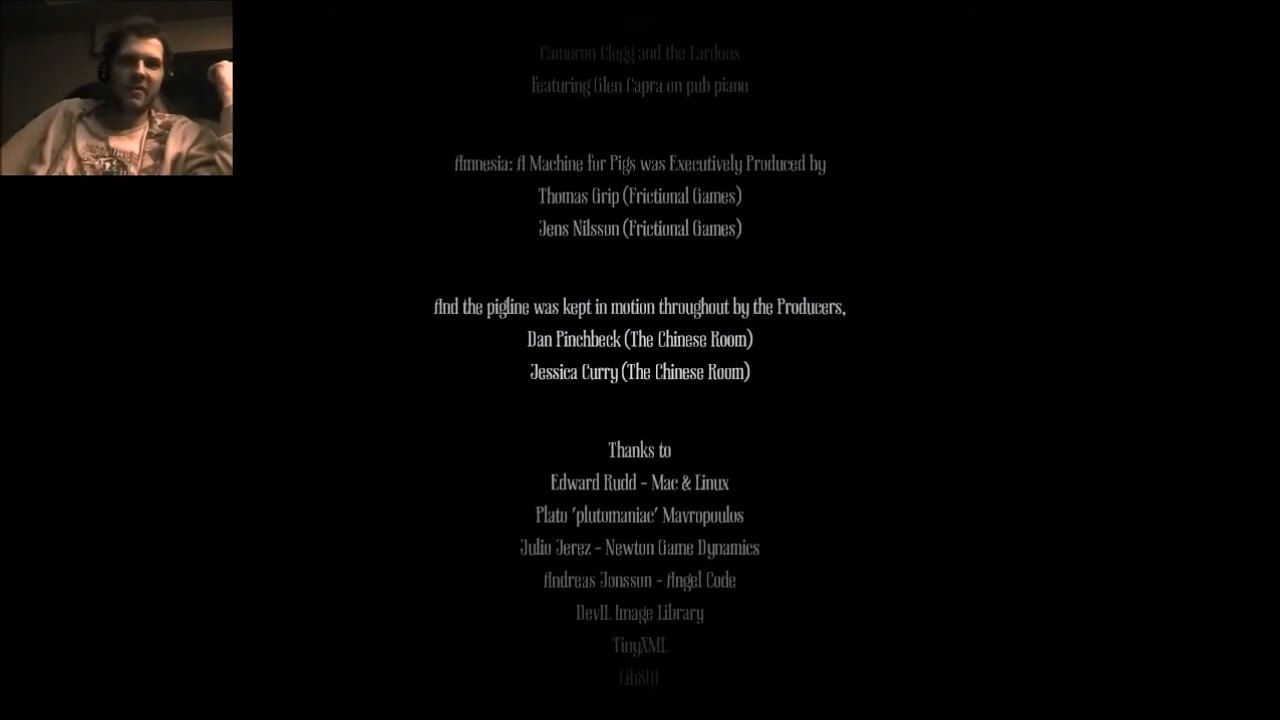 Cameron Clegg and the Lardons
Featuring Glen Capra on pub piano
Amnesia: A Machine for Pigs was Executively Produced by
Thomas Grip (Frictional Games)
Jens Nilsson (Frictional Games)
And the pigline was kept in motion throughout by the Producers,
Dan Pinchbeck (The Chinese Room)
Jessica Curry (The Chinese Room)
Thanks to
Edward Rudd - Mac & Linux
Plato 'plutomaniac' Mavropoulos
Julio Jerez - Newton Game Dynamics
Andreas Jonsson - Angel Code
DevIL Image Library
TinyXML